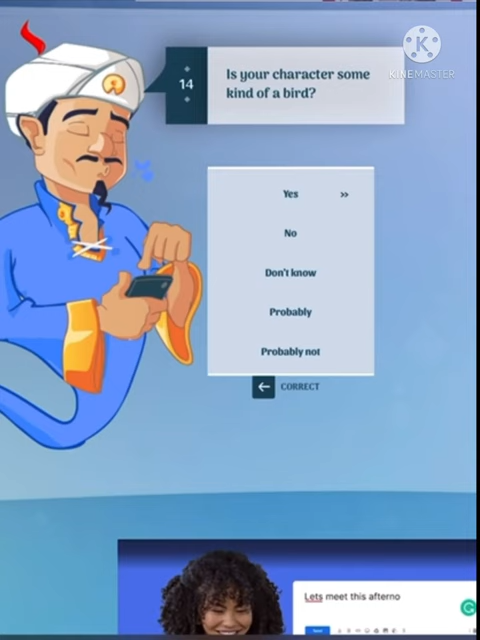 KINEMASTER
14
Is your character some
kind of a bird?
Yes
No
Don't know
Probably
Probably not
CORRECT
Lets meet this afterno